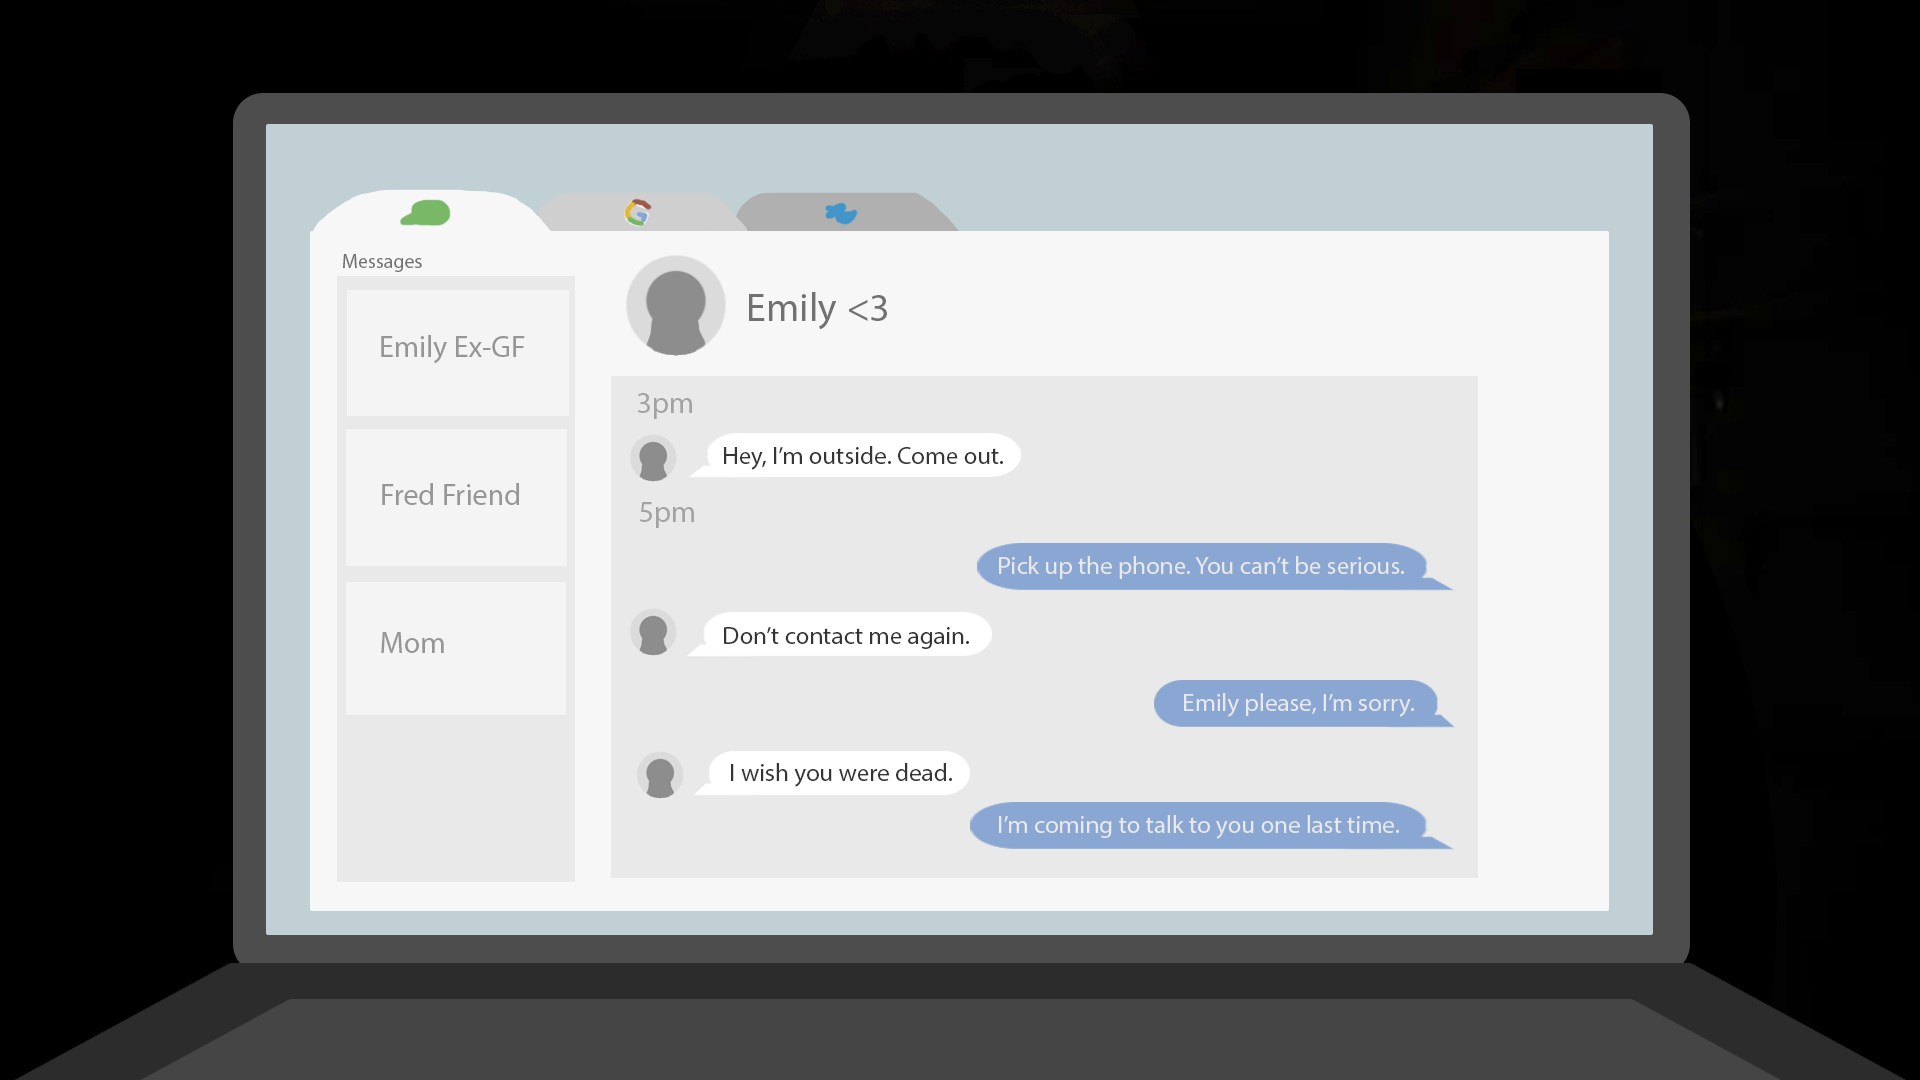 Messages
Emily Ex-GF
Fred Friend
Mom
Emily <3
3pm
Hey, I'm outside. Come out.
5pm
Pick up the phone. You can't be serious.
Don't contact me again.
Emily please, I'm sorry.
I wish you were dead.
I'm coming to talk to you one last time.